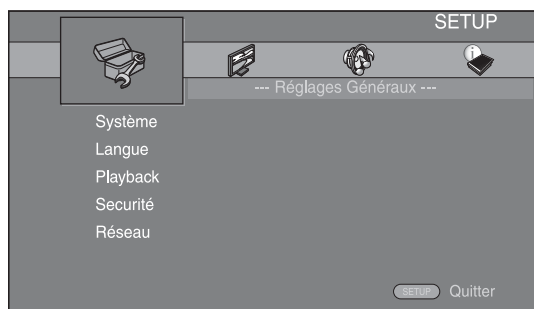 SETUP
--- Réglages Généraux ---
Système
Langue
Playback
Securité
Réseau
SETUP Quitter